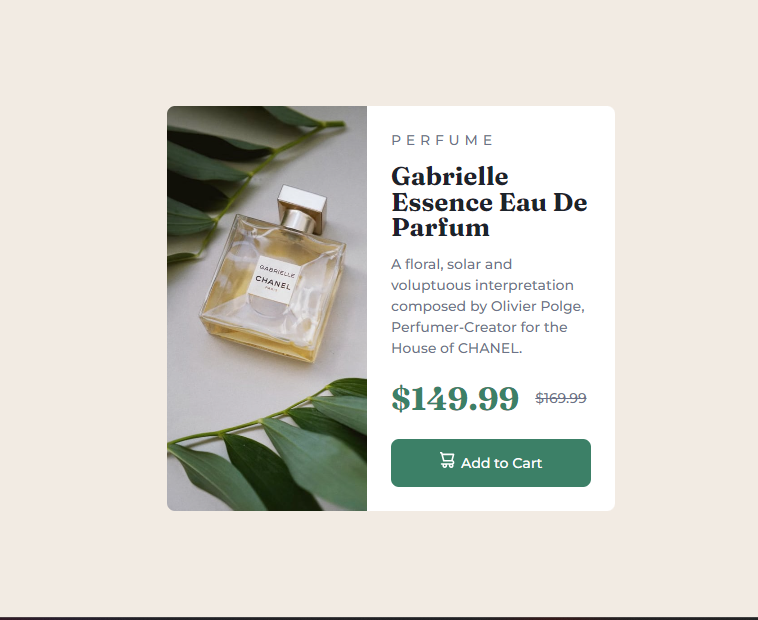 GABRIELLE
CHANEL
PARIS
PERFUME
Gabrielle
Essence Eau De
Parfum
A floral, solar and
voluptuous interpretation
composed by Olivier Polge,
Perfumer-Creator for the
House of CHANEL.
$149.99 $169.99
Add to Cart